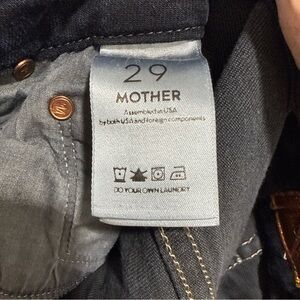 29
MOTHER
Assembled in USA
by both USA and foreign components
DO YOUR OWN LAUNDRY